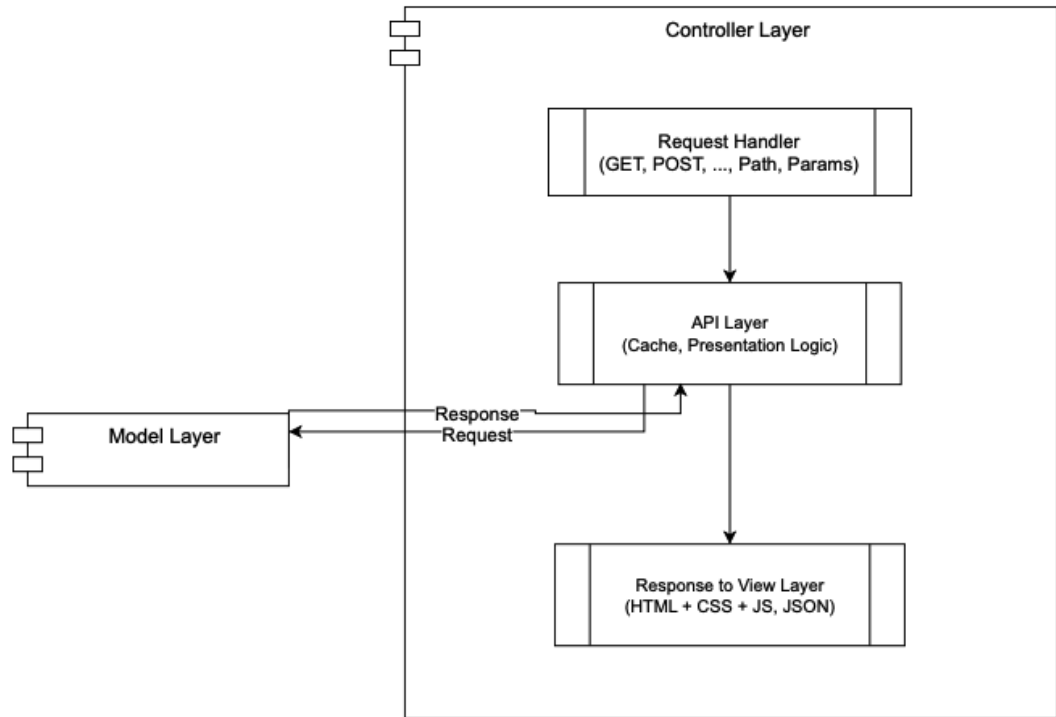 Controller Layer
Request Handler
(GET, POST, ..., Path, Params)
API Layer
(Cache, Presentation Logic)
Response
Request
Model Layer
Response to View Layer
(HTML + CSS + JS, JSON)